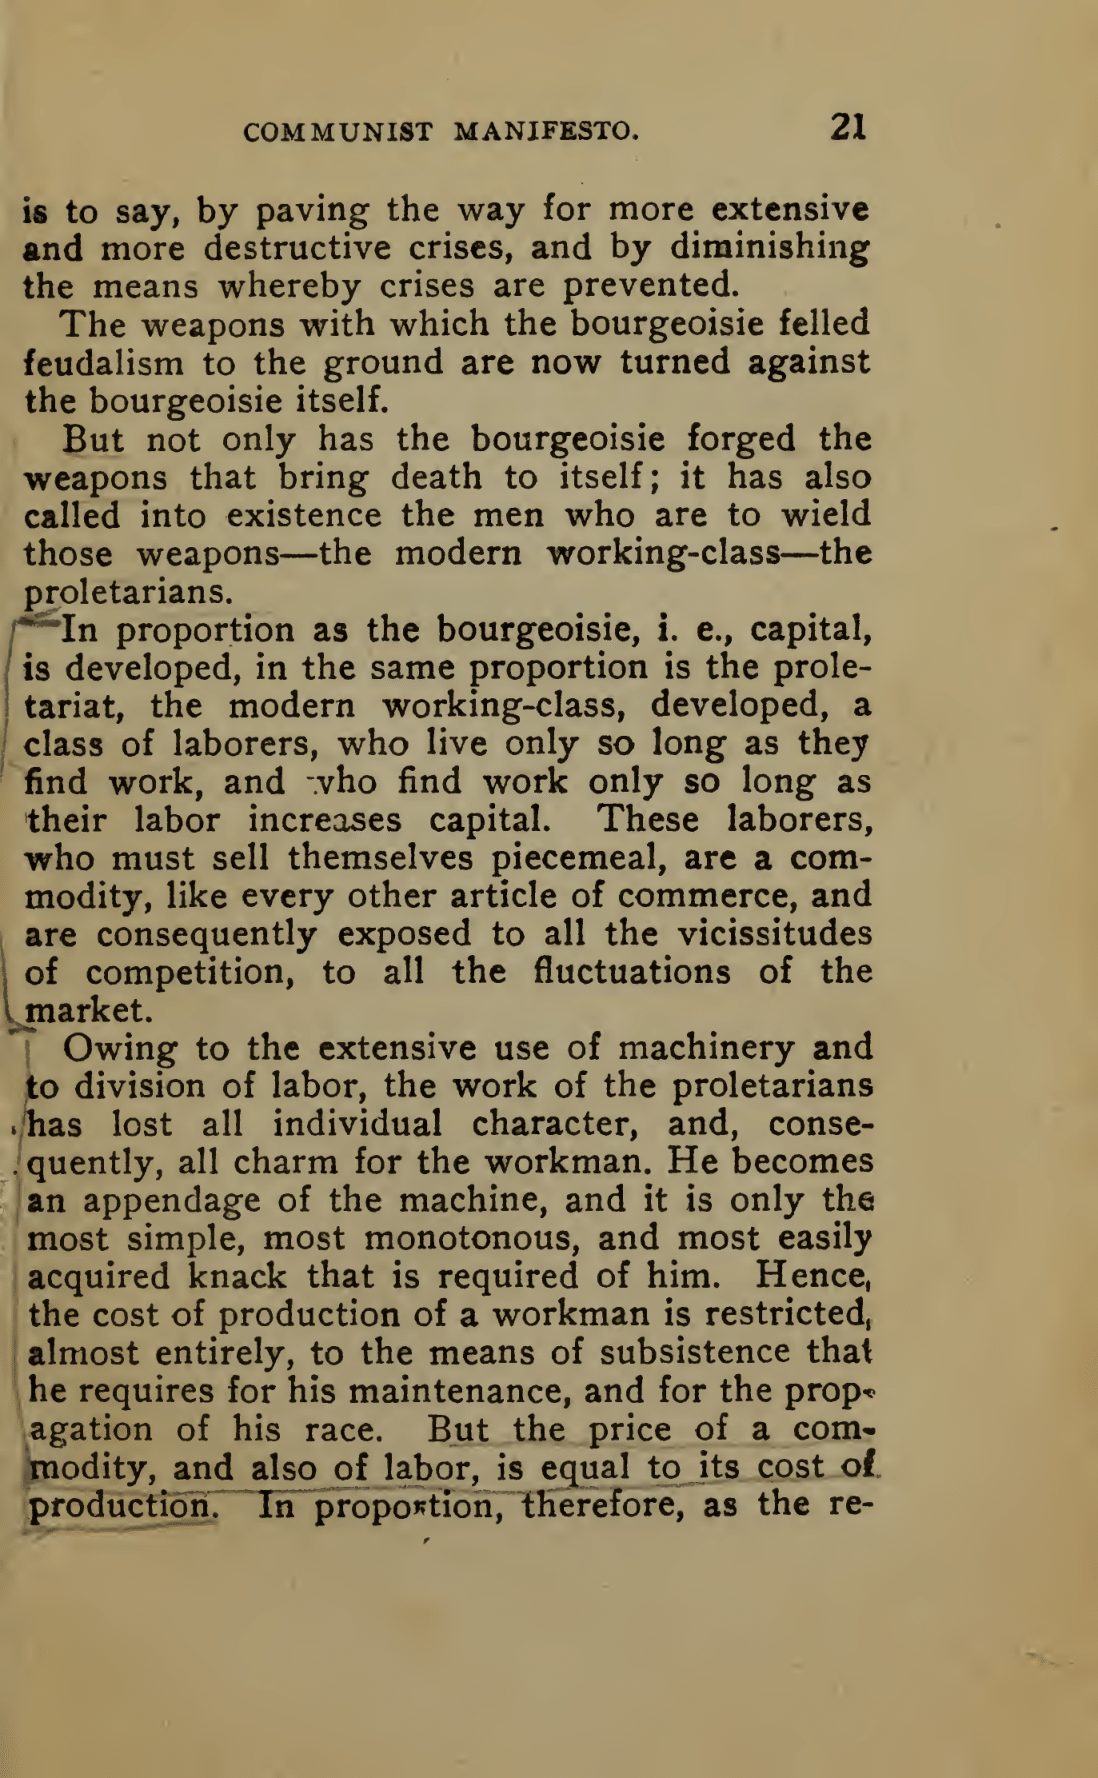 COMMUNIST MANIFESTO. 21
is to say, by paving the way for more extensive
and more destructive crises, and by diminishing
the means whereby crises are prevented.
The weapons with which the bourgeoisie felled
feudalism to the ground are now turned against
the bourgeoisie itself.
But not only has the bourgeoisie forged the
weapons that bring death to itself; it has also
called into existence the men who are to wield
those weapons—the modern working-class—the
proletarians.
In proportion as the bourgeoisie, i. e., capital,
is developed, in the same proportion is the prole-
tariat, the modern working-class, developed, a
class of laborers, who live only so long as they
find work, and who find work only so long as
their labor increases capital. These laborers,
who must sell themselves piecemeal, are a com-
modity, like every other article of commerce, and
are consequently exposed to all the vicissitudes
of competition, to all the fluctuations of the
market.
Owing to the extensive use of machinery and
to division of labor, the work of the proletarians
has lost all individual character, and, conse-
quently, all charm for the workman. He becomes
an appendage of the machine, and it is only the
most simple, most monotonous, and most easily
acquired knack that is required of him. Hence,
the cost of production of a workman is restricted,
almost entirely, to the means of subsistence that
he requires for his maintenance, and for the prop-
agation of his race. But the price of a com-
modity, and also of labor, is equal to its cost of
production. In proportion, therefore, as the re-